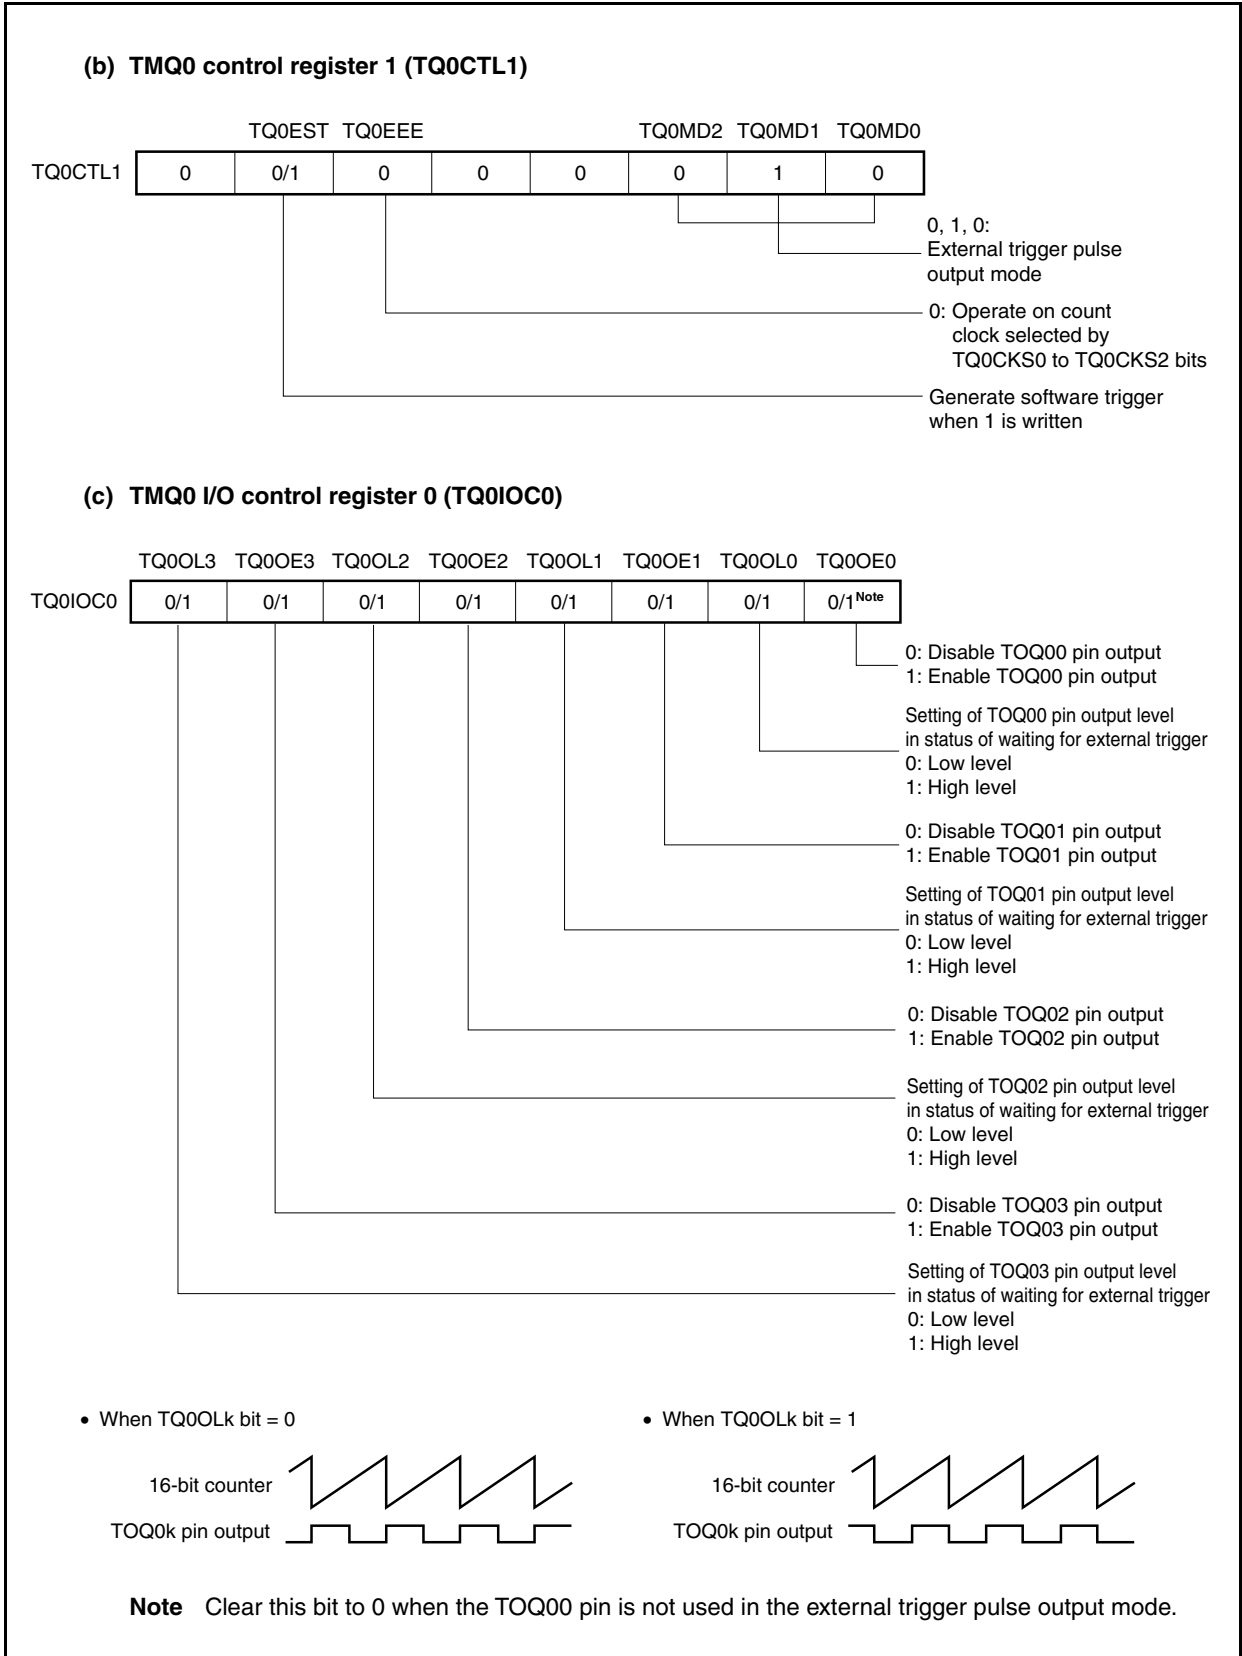 (b) TMQ0 control register 1 (TQ0CTL1)
TQ0EST TQ0EEE TQ0MD2 TQ0MD1 TQ0MD0
TQ0CTL1 0 0/1 0 0 0 0 1 0
0, 1, 0:
External trigger pulse
output mode
0: Operate on count
clock selected by
TQ0CKS0 to TQ0CKS2 bits
Generate software trigger
when 1 is written
(c) TMQ0 I/O control register 0 (TQ0IOC0)
TQ0OL3 TQ0OE3 TQ0OL2 TQ0OE2 TQ0OL1 TQ0OE1 TQ0OL0 TQ0OE0
TQ0IOC0 0/1 0/1 0/1 0/1 0/1 0/1 0/1 0/1Note
0: Disable TOQ00 pin output
1: Enable TOQ00 pin output
Setting of TOQ00 pin output level
in status of waiting for external trigger
0: Low level
1: High level
0: Disable TOQ01 pin output
1: Enable TOQ01 pin output
Setting of TOQ01 pin output level
in status of waiting for external trigger
0: Low level
1: High level
0: Disable TOQ02 pin output
1: Enable TOQ02 pin output
Setting of TOQ02 pin output level
in status of waiting for external trigger
0: Low level
1: High level
0: Disable TOQ03 pin output
1: Enable TOQ03 pin output
Setting of TOQ03 pin output level
in status of waiting for external trigger
0: Low level
1: High level
• When TQ0OLk bit = 0
16-bit counter
TOQ0k pin output
• When TQ0OLk bit = 1
16-bit counter
TOQ0k pin output
Note Clear this bit to 0 when the TOQ00 pin is not used in the external trigger pulse output mode.